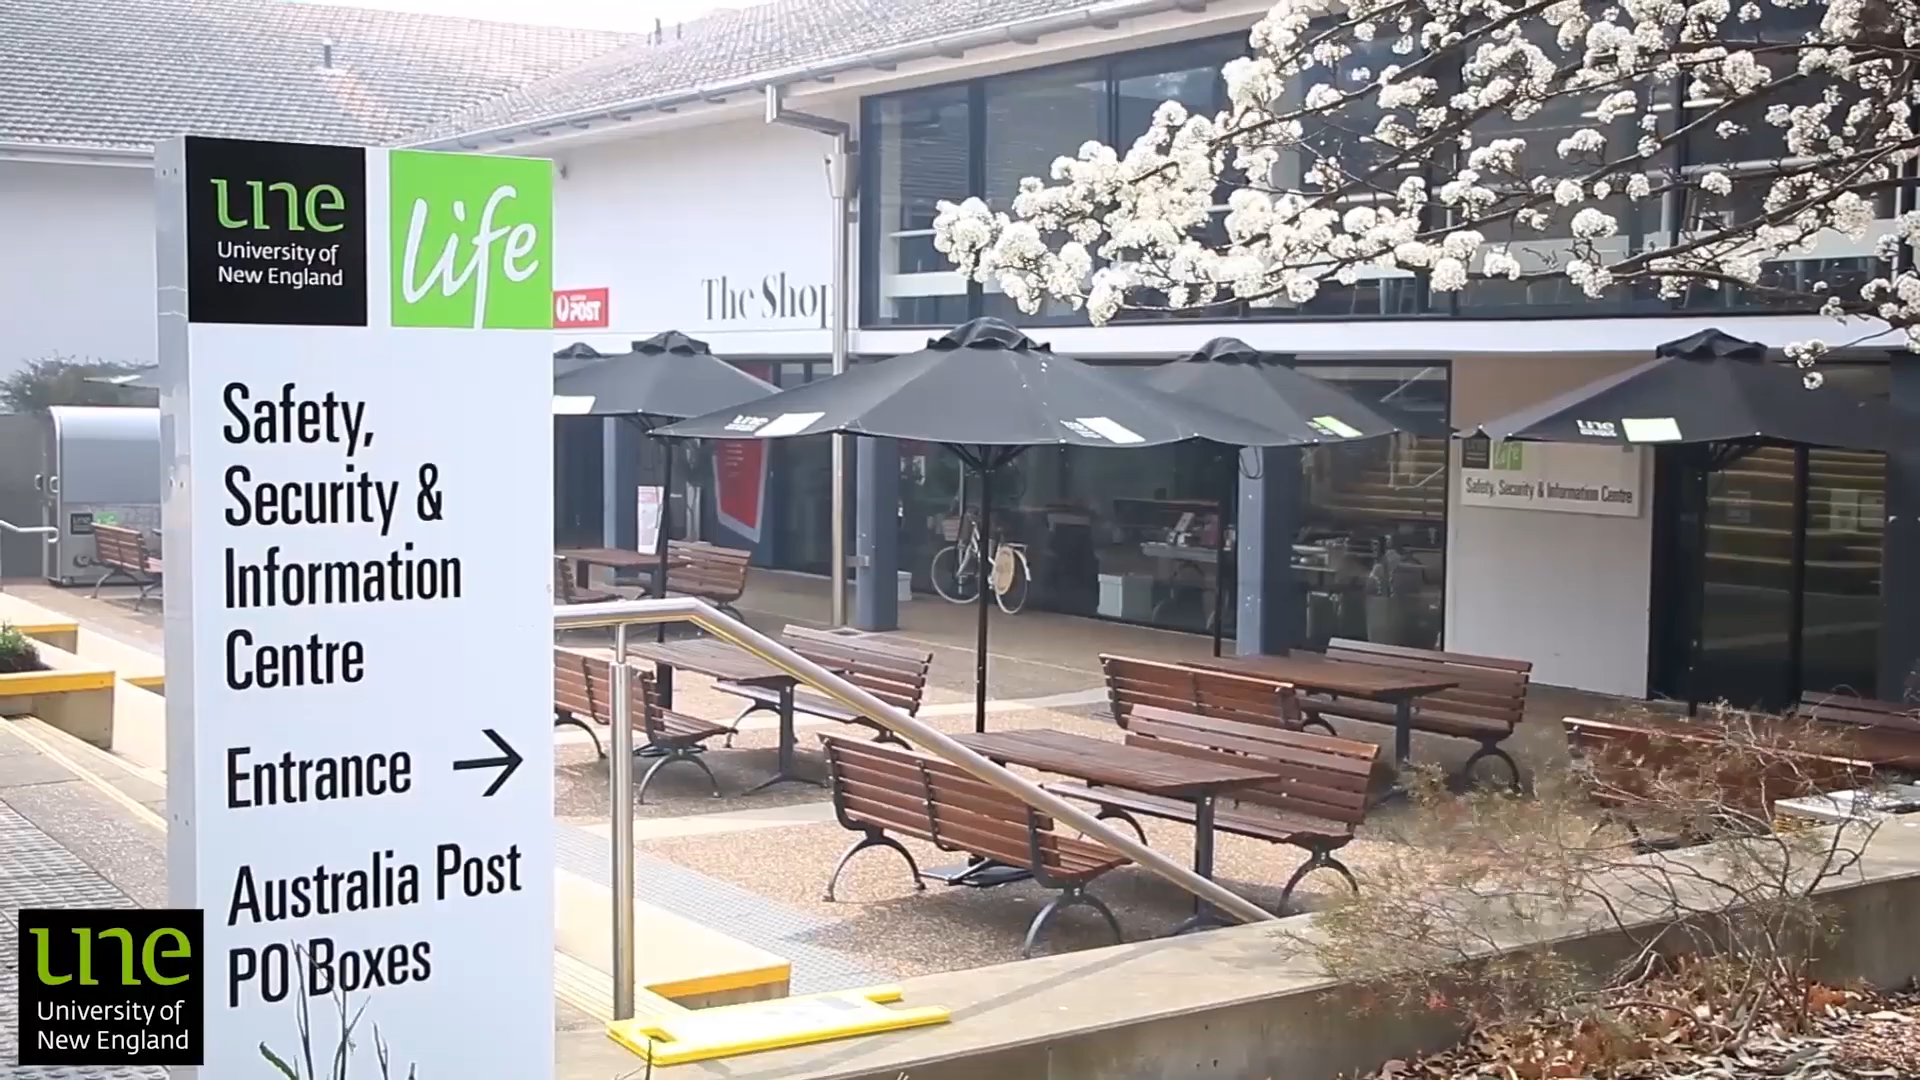 une
University of
New England
life
Safety,
Security &
Information
Centre
Entrance →
Australia Post
PO Boxes
POST
The Shop
une
une
life
Safety, Security & Information Centre
une
University of
New England